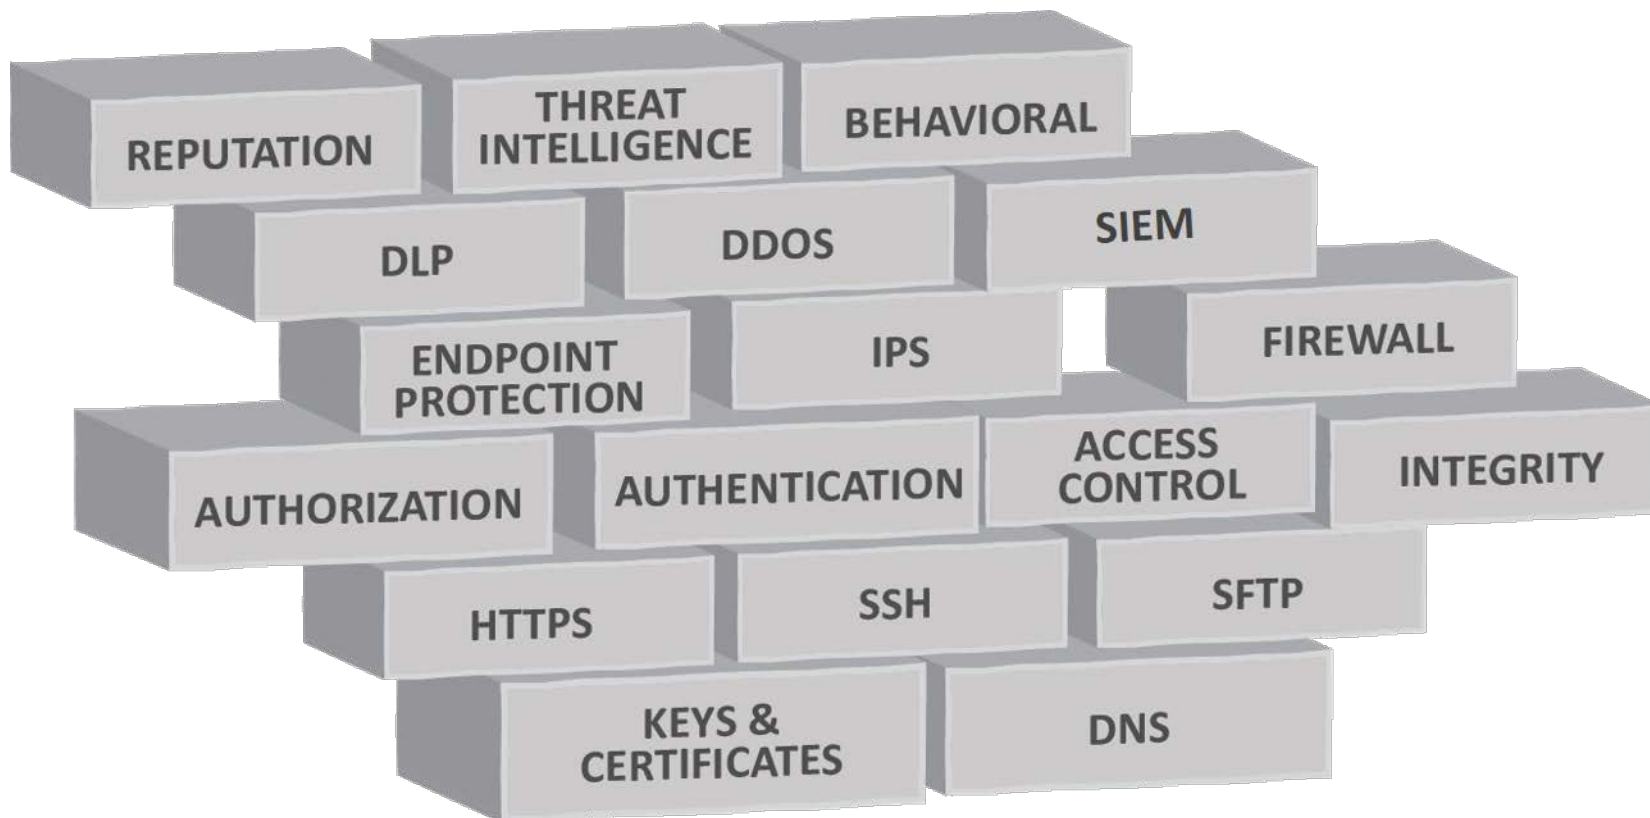 REPUTATION
THREAT
INTELLIGENCE
BEHAVIORAL
DLP
DDOS
SIEM
ENDPOINT
PROTECTION
IPS
FIREWALL
AUTHORIZATION
AUTHENTICATION
ACCESS
CONTROL
INTEGRITY
HTTPS
SSH
SFTP
KEYS &
CERTIFICATES
DNS